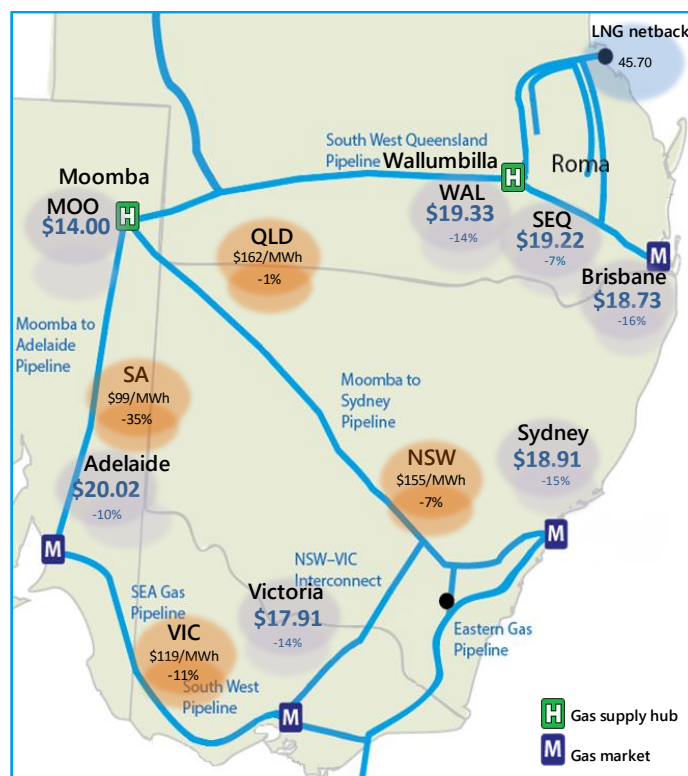 LNG netback
45.70
South West Queensland
Pipeline
Wallumbilla
Roma
Moomba
MOO
$14.00
H
H
WAL
$19.33
-14%
SEQ
$19.22
-7%
QLD
$162/MWh
-1%
M
Brisbane
$18.73
-16%
Moomba to
Adelaide
Pipeline
SA
$99/MWh
-35%
Moomba to
Sydney
Pipeline
Adelaide
$20.02
-10%
NSW
$155/MWh
-7%
Sydney
$18.91
-15%
M
M
NSW–VIC
Interconnect
SEA Gas
Pipeline
Victoria
$17.91
-14%
VIC
$119/MWh
-11%
South West
Pipeline
Eastern Gas
Pipeline
M
H Gas supply hub
M Gas market